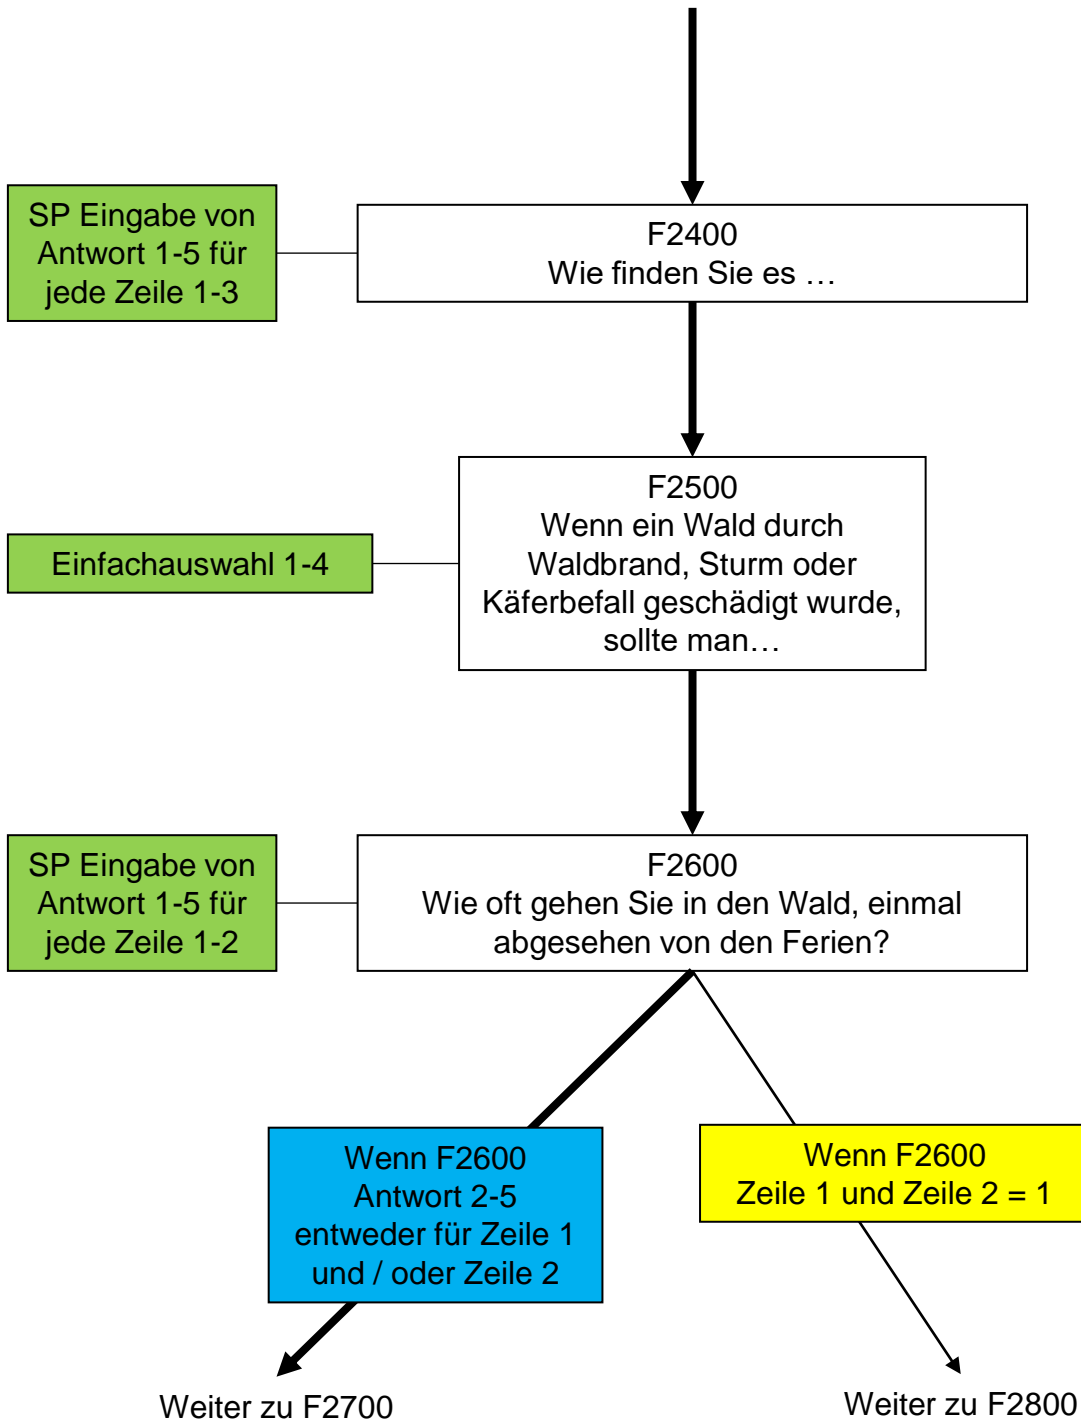 SP Eingabe von
Antwort 1-5 für
jede Zeile 1-3
F2400
Wie finden Sie es …
F2500
Wenn ein Wald durch
Waldbrand, Sturm oder
Käferbefall geschädigt wurde,
sollte man…
Einfachauswahl 1-4
SP Eingabe von
Antwort 1-5 für
jede Zeile 1-2
F2600
Wie oft gehen Sie in den Wald, einmal
abgesehen von den Ferien?
Wenn F2600
Antwort 2-5
entweder für Zeile 1
und / oder Zeile 2
Wenn F2600
Zeile 1 und Zeile 2 = 1
Weiter zu F2700
Weiter zu F2800